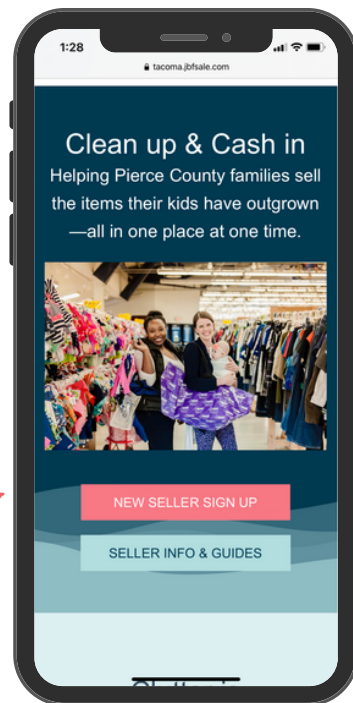 1:28
tacoma.jbfsale.com
Clean up & Cash in
Helping Pierce County families sell
the items their kids have outgrown
—all in one place at one time.
NEW SELLER SIGN UP
SELLER INFO & GUIDES